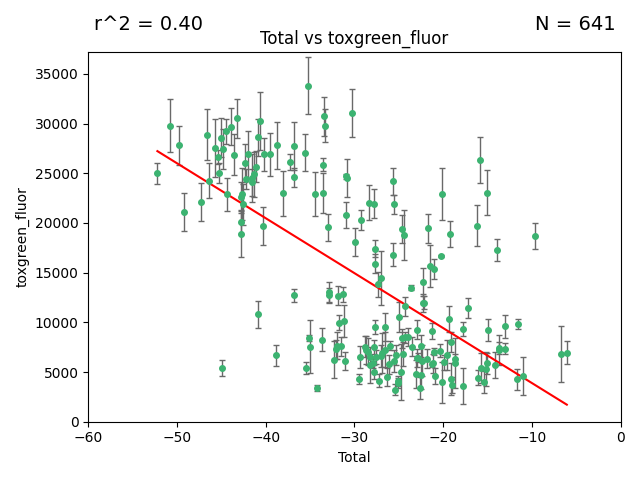 r^2 = 0.40 N = 641
Total vs toxgreen_fluor
35000
30000
25000
20000
15000
10000
5000
0
toxgreen_fluor
−60 −50 −40 −30 −20 −10 0
Total